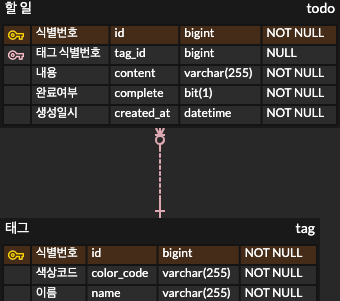 할 일 todo
식별번호 id bigint NOT NULL
태그 식별번호 tag_id bigint NULL
내용 content varchar(255) NOT NULL
완료여부 complete bit(1) NOT NULL
생성일시 created_at datetime NOT NULL
태그 tag
식별번호 id bigint NOT NULL
색상코드 color_code varchar(255) NOT NULL
이름 name varchar(255) NOT NULL